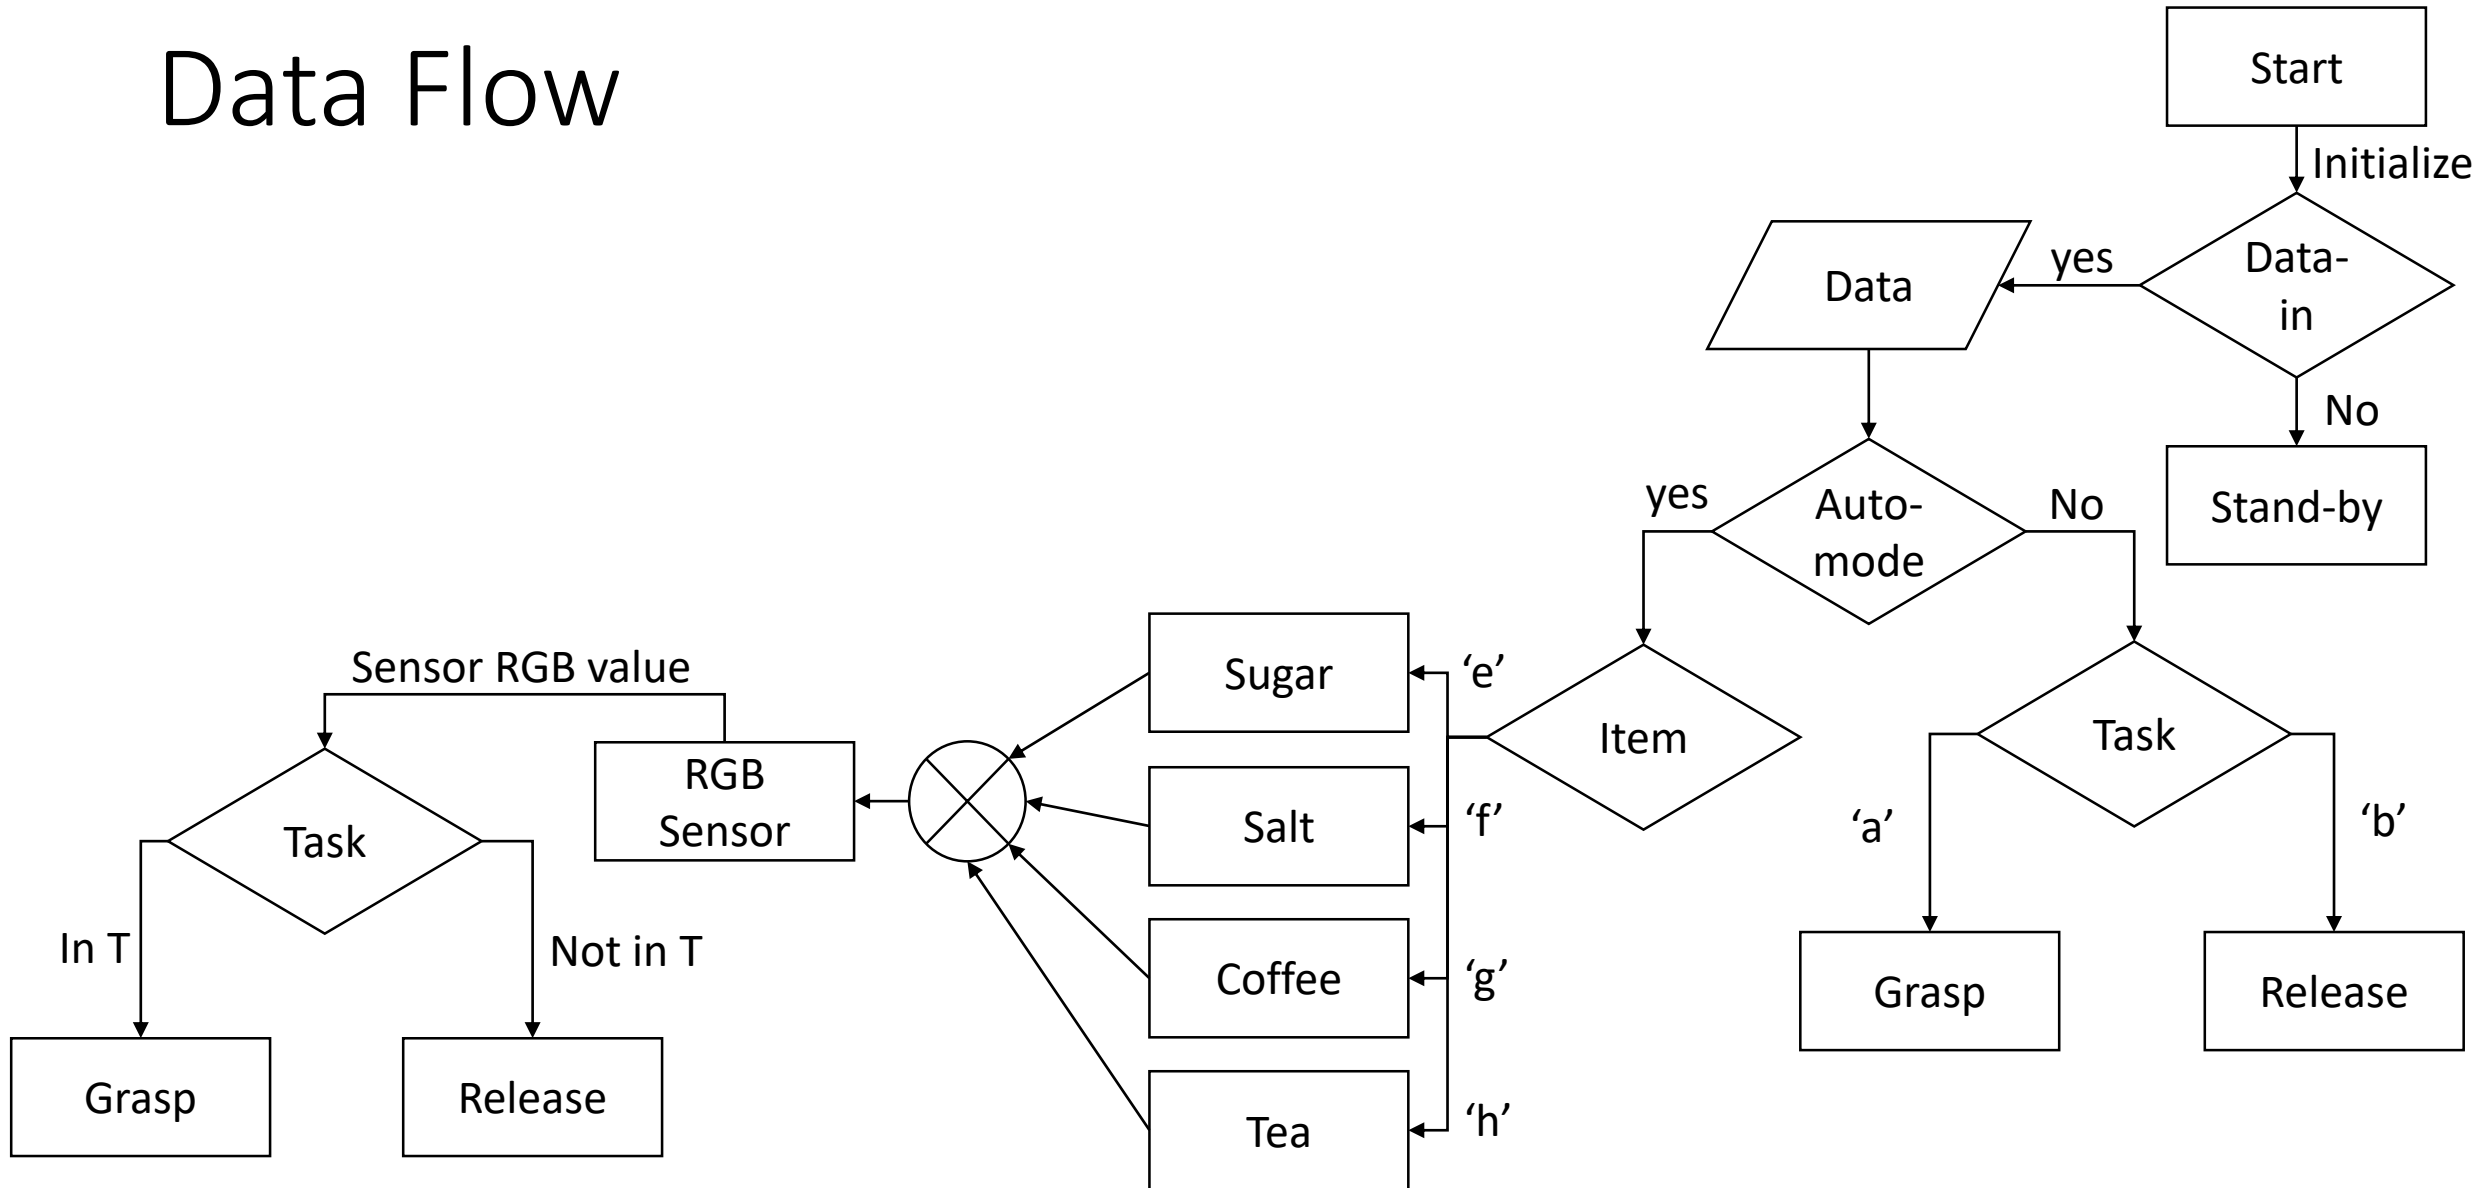 Data Flow
Start
Initialize
Data-
in
yes
Data
No
Stand-by
Auto-
mode
yes
No
Item
Task
‘a’
‘b’
Grasp
Release
‘e’
Sugar
‘f’
Salt
‘g’
Coffee
‘h’
Tea
RGB
Sensor
Sensor RGB value
Task
In T
Not in T
Grasp
Release